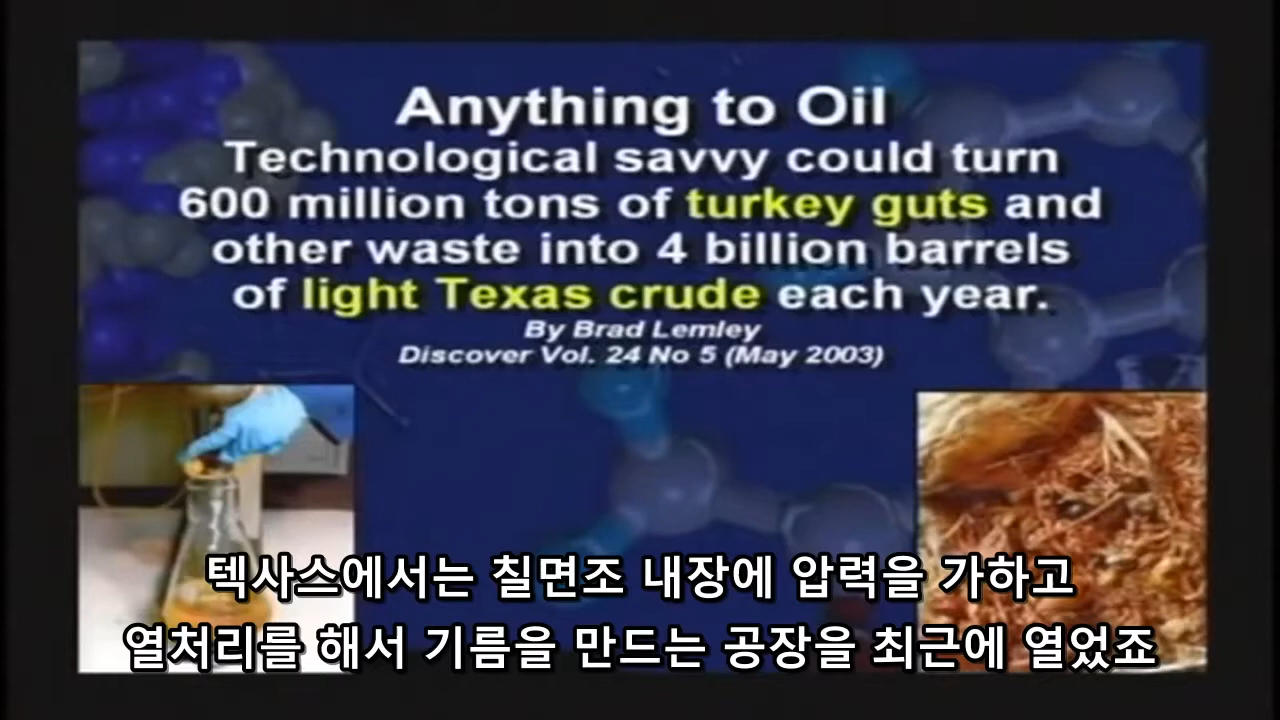 Anything to Oil
Technological savvy could turn
600 million tons of turkey guts and
other waste into 4 billion barrels
of light Texas crude each year.
By Brad Lemley
Discover Vol. 24 No 5 (May 2003)
텍사스에서는 칠면조 내장에 압력을 가하고
열처리를 해서 기름을 만드는 공장을 최근에 열었죠